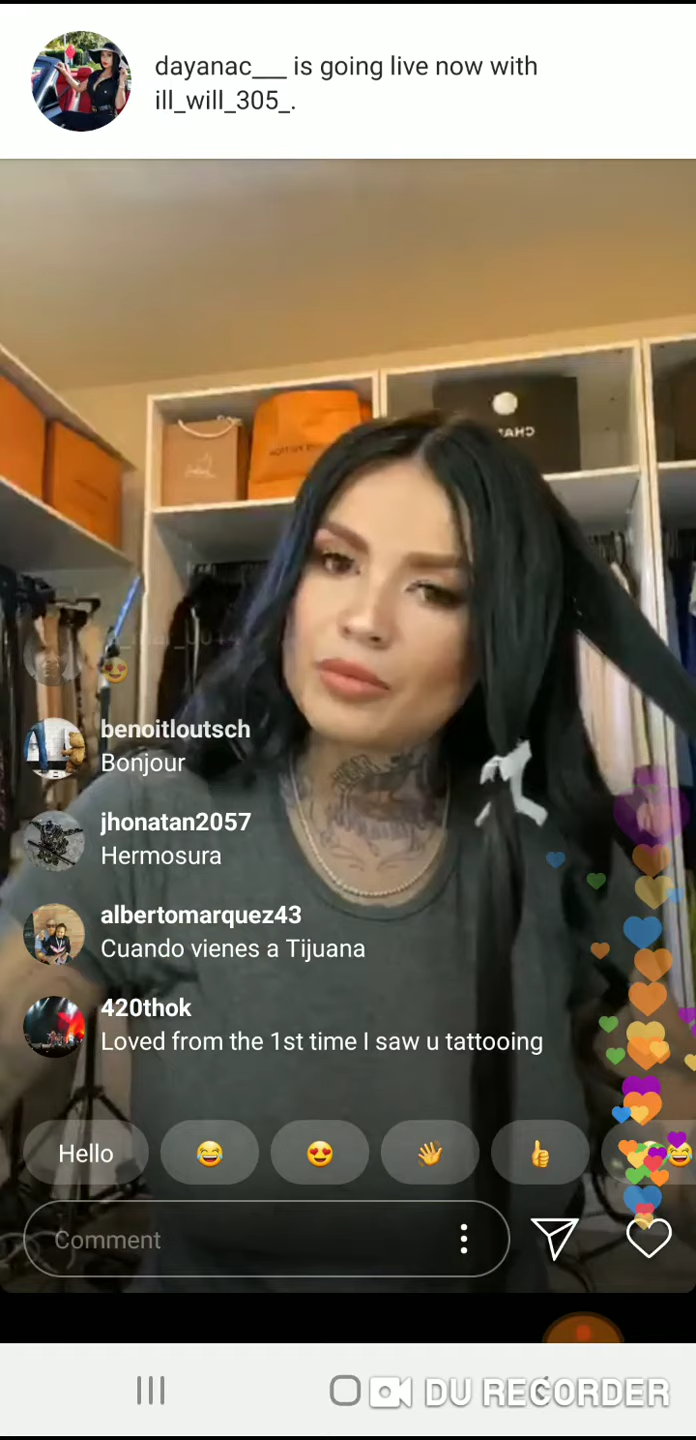 dayanac___ is going live now with
ill_will_305_.
benoitloutsch
Bonjour
jhonatan2057
Hermosura
albertomarquez43
Cuando vienes a Tijuana
420thok
Loved from the 1st time I saw u tattooing
Hello
Comment
DU RECORDER